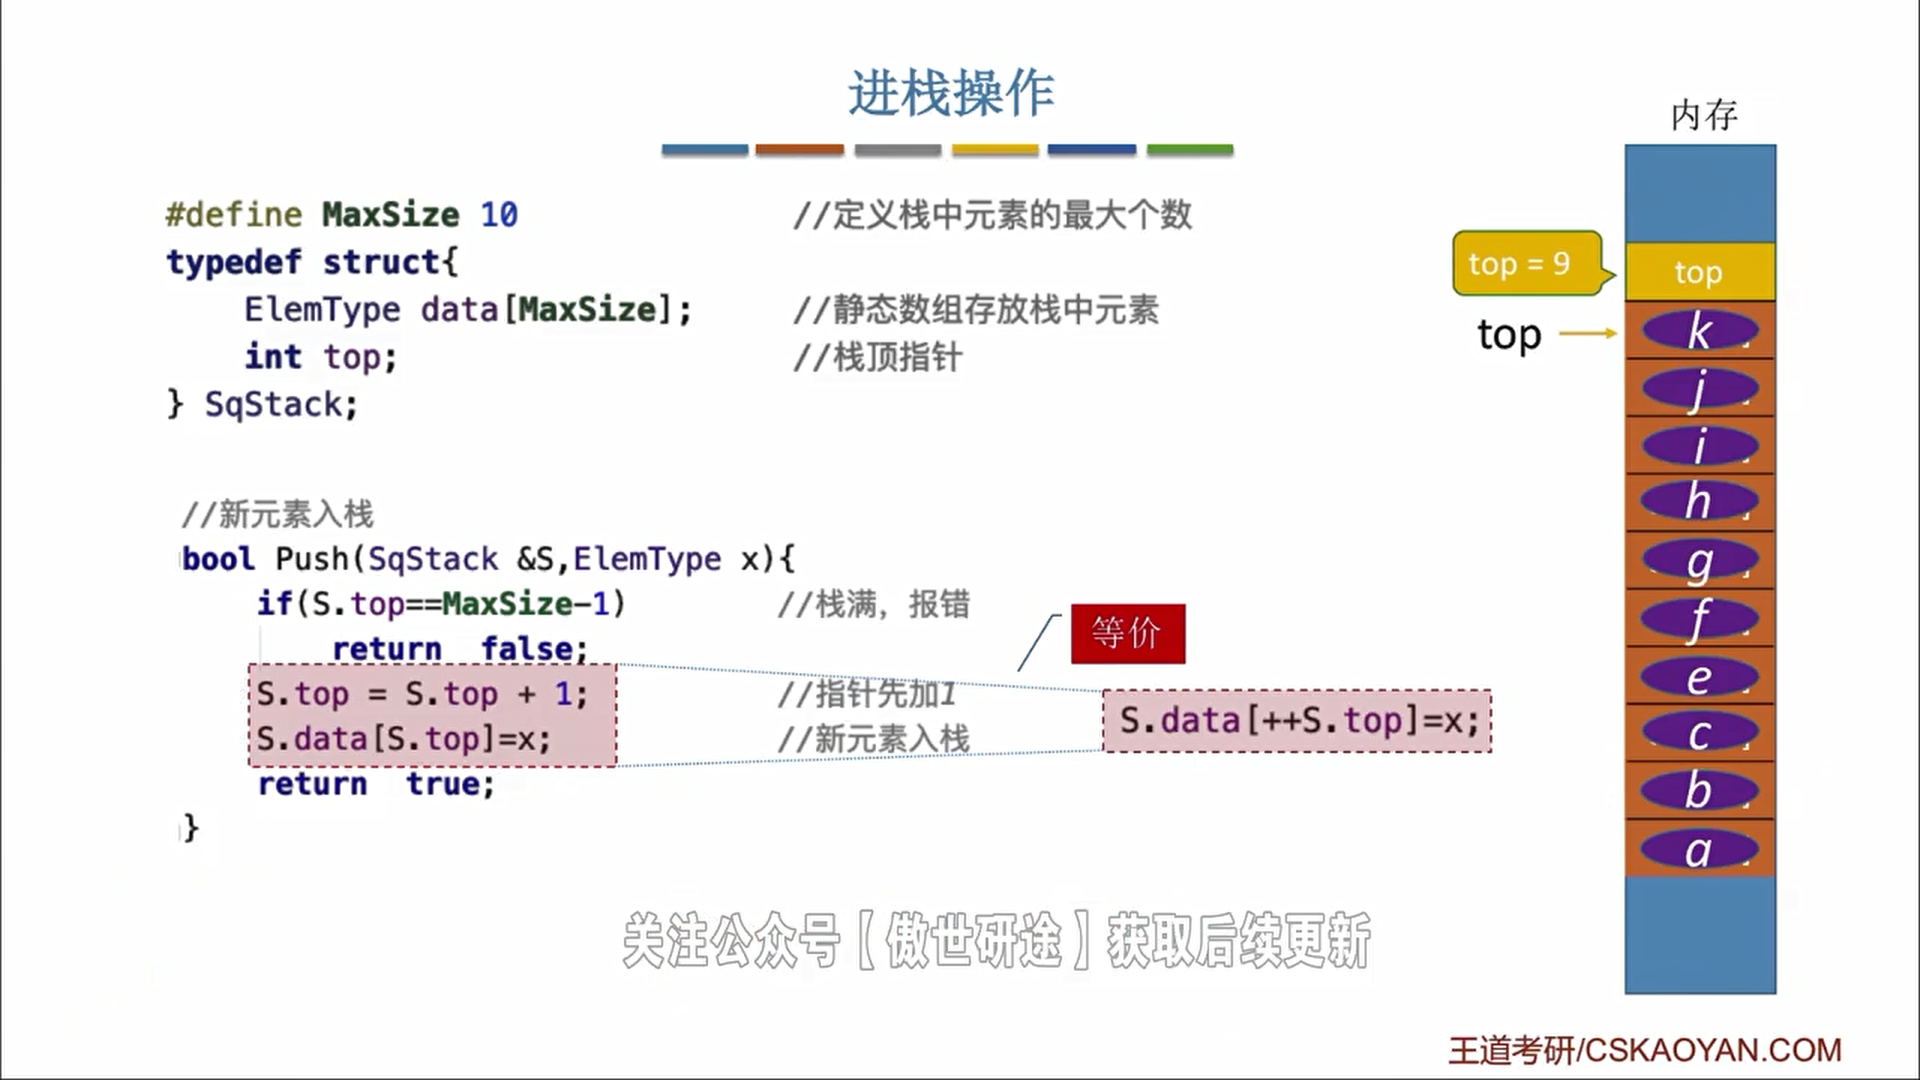 进栈操作
#define MaxSize 10 //定义栈中元素的最大个数
typedef struct{
ElemType data[MaxSize]; //静态数组存放栈中元素
int top; //栈顶指针
} SqStack;
//新元素入栈
bool Push(SqStack &S,ElemType x){
if(S.top==MaxSize-1) //栈满，报错
return false;
S.top = S.top + 1; //指针先加1
S.data[S.top]=x; //新元素入栈
return true;
}
等价
S.data[++S.top]=x;
内存
top = 9
top
top
k
j
i
h
g
f
e
c
b
a
关注公众号【傲世研途】获取后续更新
王道考研/CSKAOYAN.COM